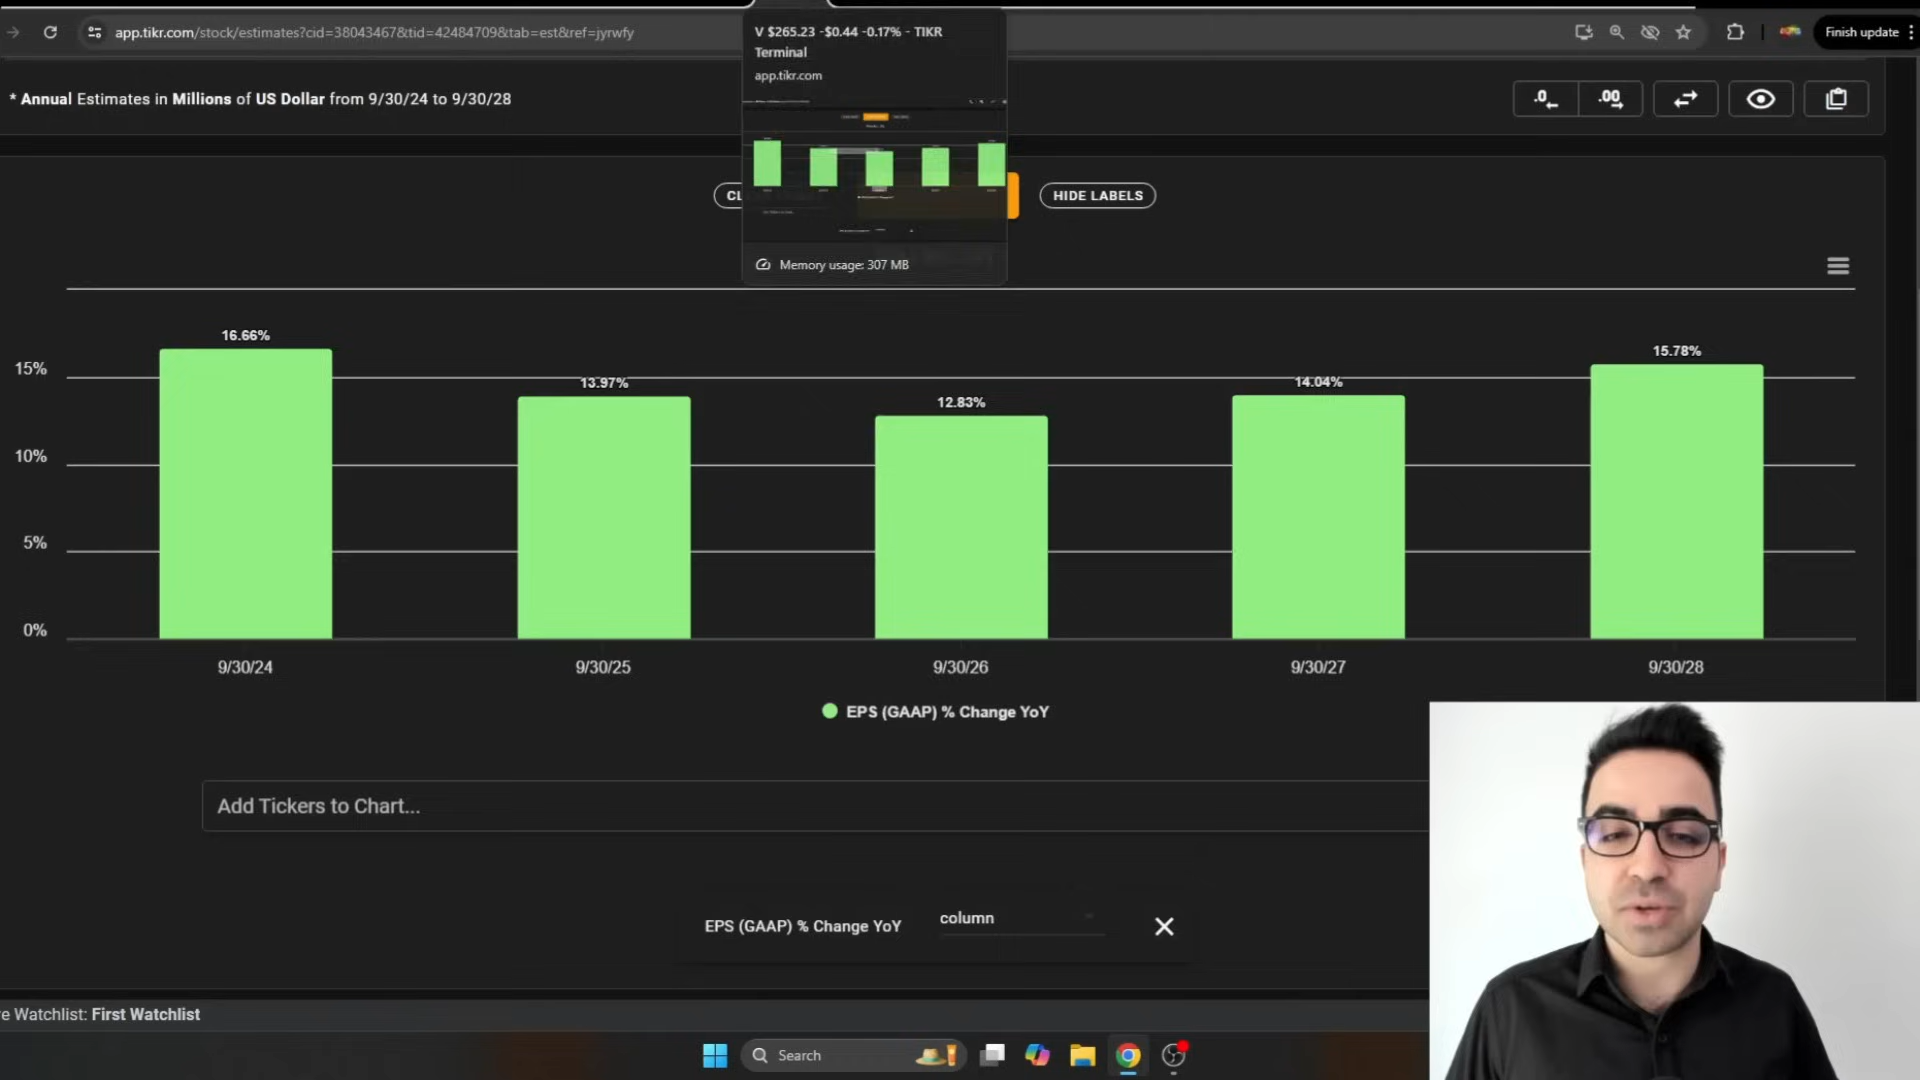 app.tikr.com/stock/estimates?cid=38043467&tid=42484709&tab=est&ref=jyrwfy
Finish update
V $265.23 -$0.44 -0.17% - TIKR
Terminal
app.tikr.com
* Annual Estimates in Millions of US Dollar from 9/30/24 to 9/30/28
.0
.00
CL
HIDE LABELS
Memory usage: 307 MB
16.66%
13.97%
12.83%
14.04%
15.78%
15%
10%
5%
0%
9/30/24
9/30/25
9/30/26
9/30/27
9/30/28
EPS (GAAP) % Change YoY
Add Tickers to Chart...
EPS (GAAP) % Change YoY
column
e Watchlist: First Watchlist
Search